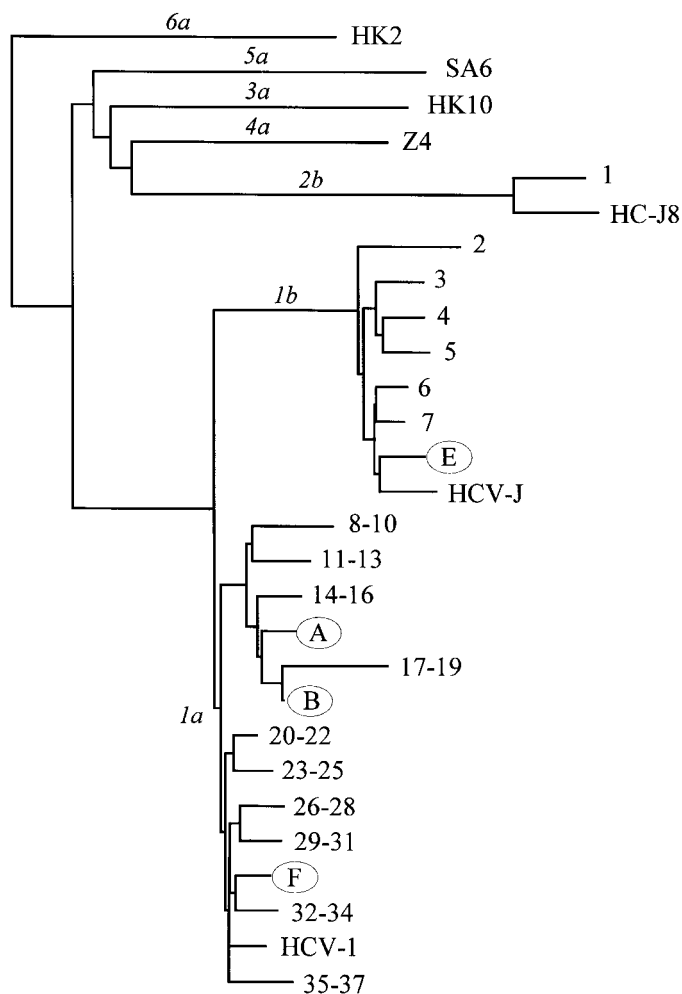 6a
HK2
5a
SA6
3a
HK10
4a
Z4
2b
1
HC-J8
2
1b
3
4
5
6
7
E
HCV-J
8-10
11-13
14-16
A
17-19
B
1a
20-22
23-25
26-28
29-31
F
32-34
HCV-1
35-37